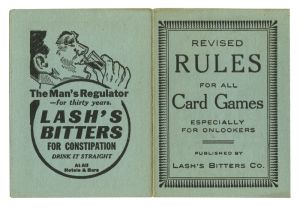 The Man's Regulator
—for thirty years.
LASH'S
BITTERS
FOR CONSTIPATION
DRINK IT STRAIGHT
At All
Hotels & Bars
REVISED
RULES
FOR ALL
Card Games
ESPECIALLY
FOR ONLOOKERS
PUBLISHED BY
LASH'S BITTERS CO.